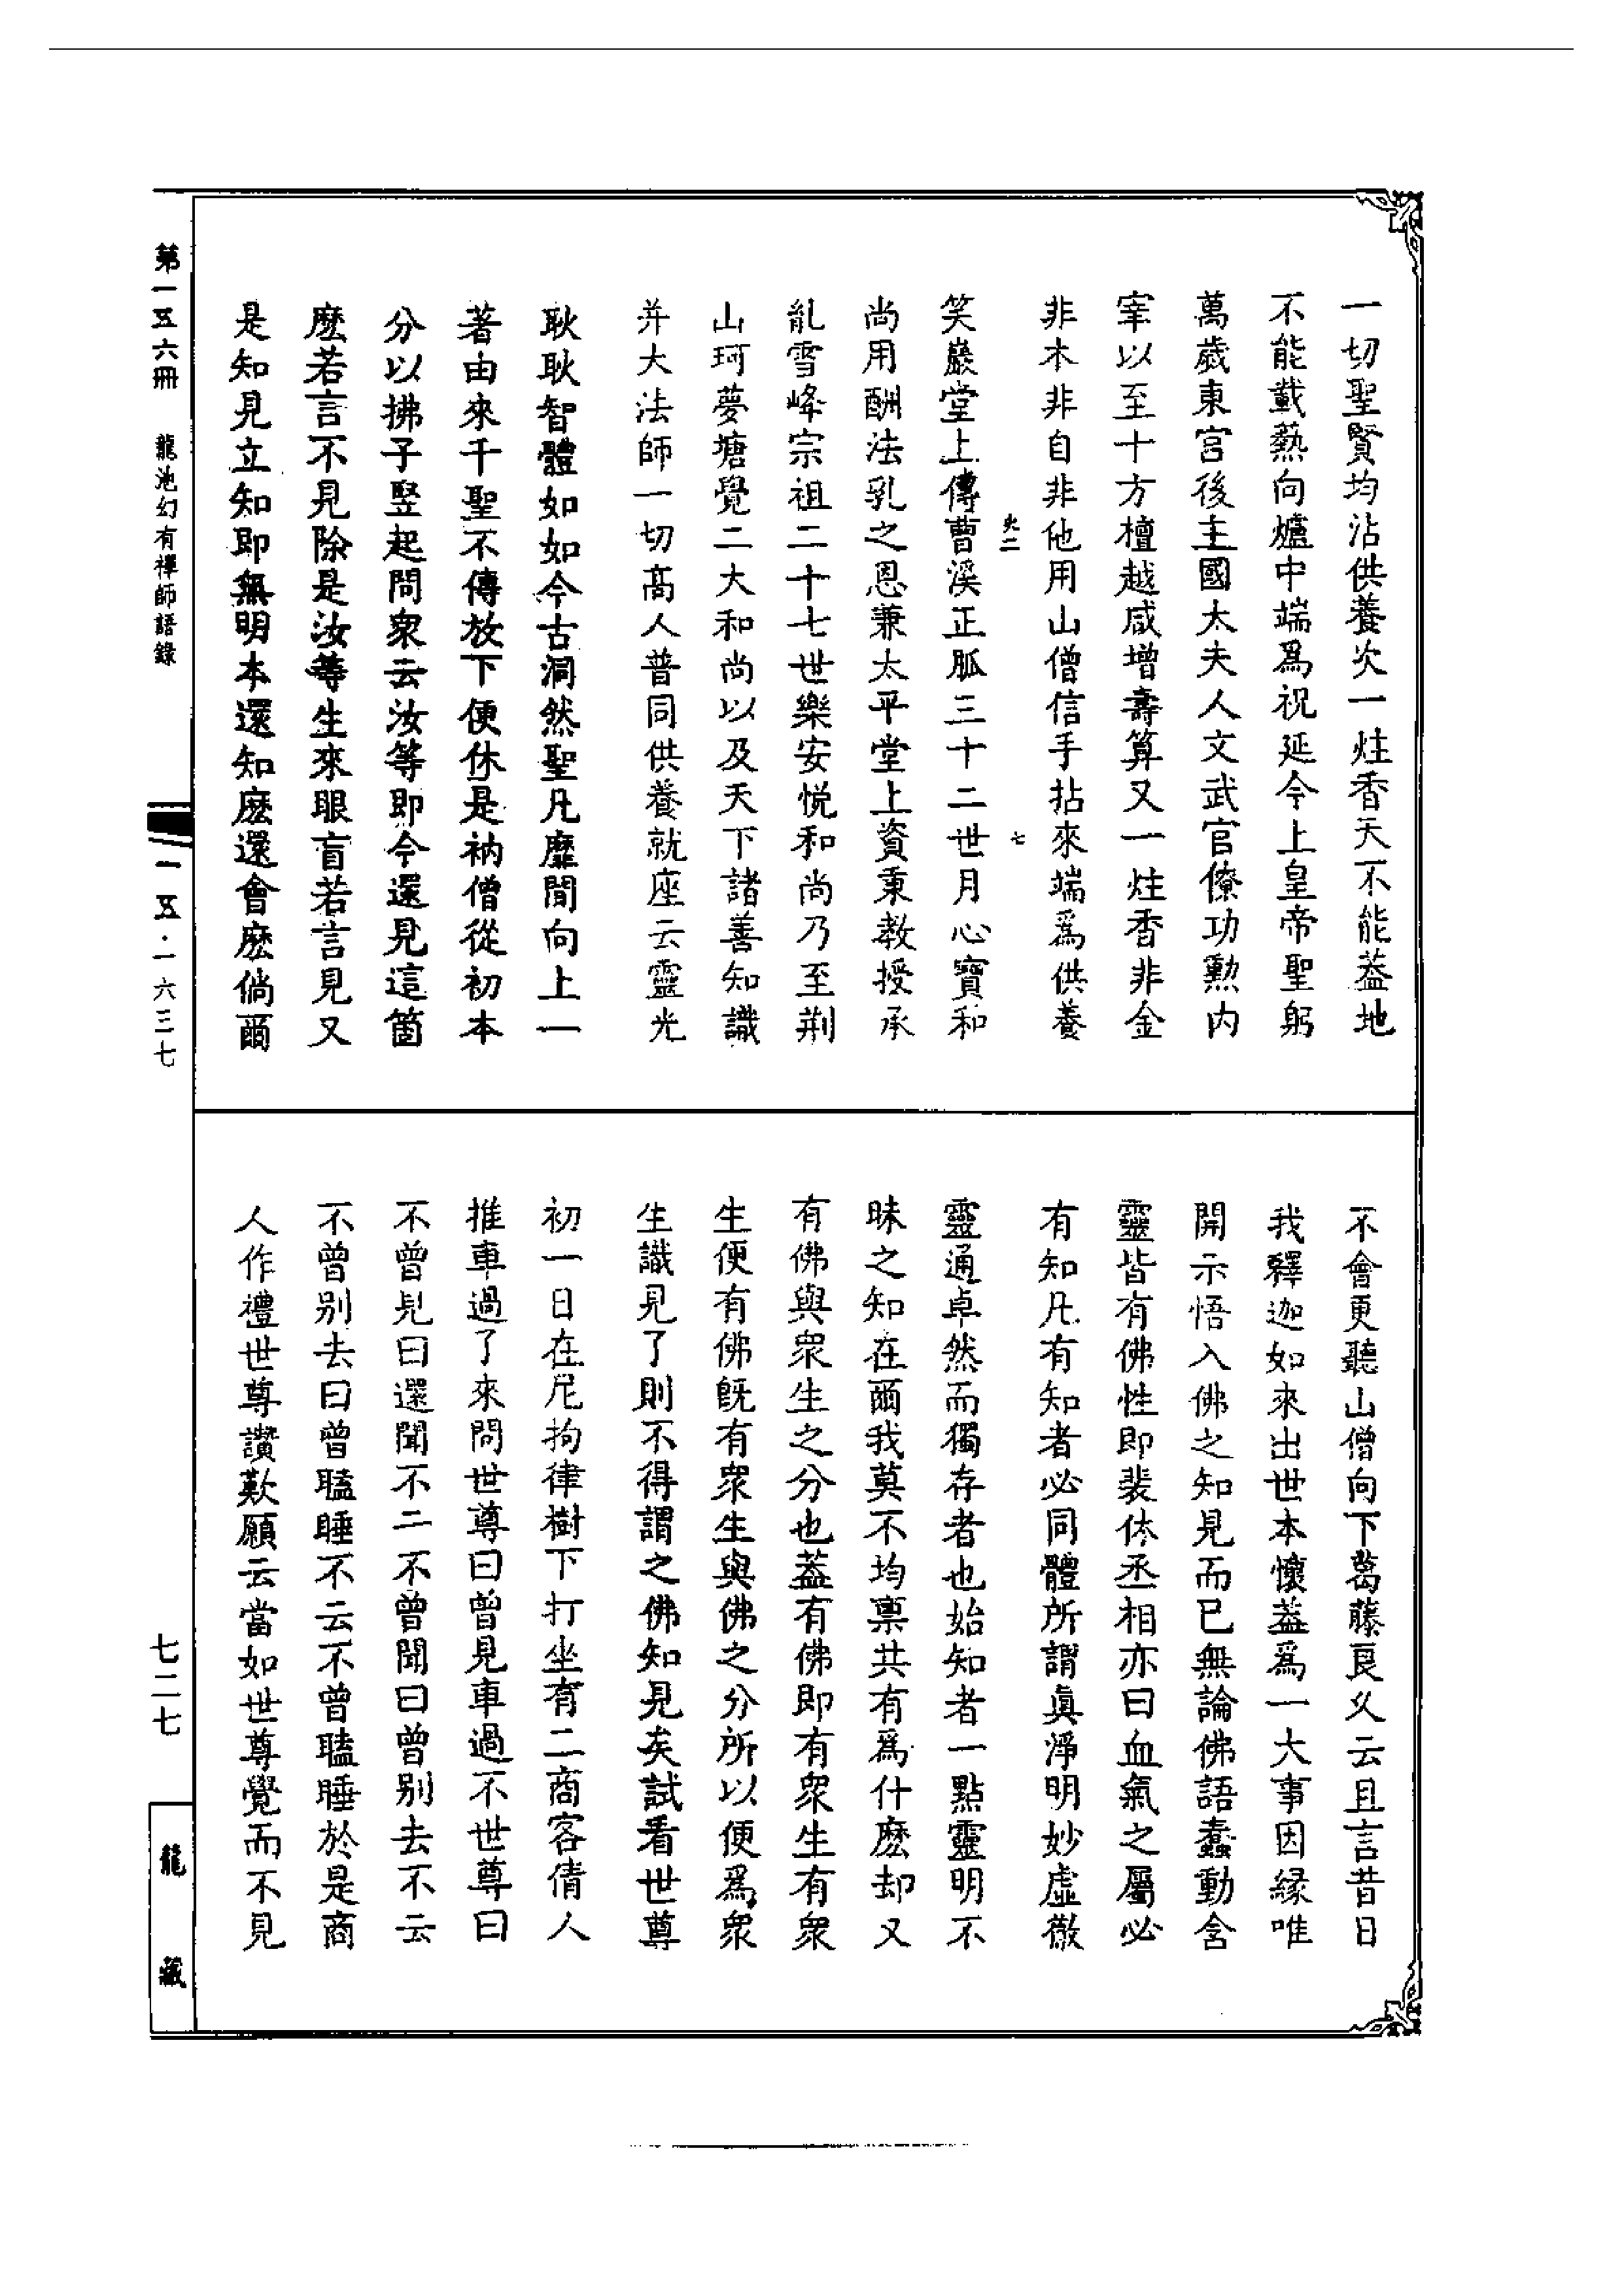 一切聖賢均沾供養次一炷香天不能葢地
不能載爇向爐中端爲祝延今上皇帝聖躬
萬歲東宮後主國太夫人文武官僚功勲内
宰以至十方檀越咸增壽算又一炷香非金
非木非自非他用山僧信手拈來端爲供養
七
笑巖堂上傳曹溪正脈三十二世月心寶和
尚用酬法乳之恩兼太平堂上資秉教授承
亂雪峰宗祖二十七世樂安悅和尚乃至荆
山珂夢塘覺二大和尚以及天下諸善知識
并大法師一切髙人普同供養就座云靈光
耿耿智體如如今古洞然聖凡靡間向上一
著由來千聖不傳放下便休是衲僧從初本
分以拂子竪起問衆云汝等即今還見這箇
麽若言不見除是汝等生來眼盲若言見又
是知見立知即無明本還知麽還會麽倘爾
不會更聽山僧向下葛藤良久云且言昔日
我釋迦如來出世本懷葢爲一大事因緣唯
開示悟入佛之知見而已無論佛語蠢動含
靈皆有佛性即裴休丞相亦曰血氣之屬必
有知凡有知者必同體所謂眞淨明妙虛徹
靈通卓然而獨存者也始知者一點靈明不
昧之知在爾我莫不均禀共有爲什麽却又
有佛與衆生之分也葢有佛即有衆生有衆
生便有佛旣有衆生與佛之分所以便爲衆
生識見了則不得謂之佛知見矣試看世尊
初一日在尼拘律樹下打坐有二商客倩人
推車過了來問世尊曰曾見車過不世尊曰
不曾見曰還聞不二不曾聞曰曾别去不云
不曾别去曰曾瞌睡不云不曾瞌睡於是商
人作禮世尊讚歎願云當如世尊覺而不見
第一五六冊 龍池幻有禪師語錄
一五·一六三七
七二七
龍藏